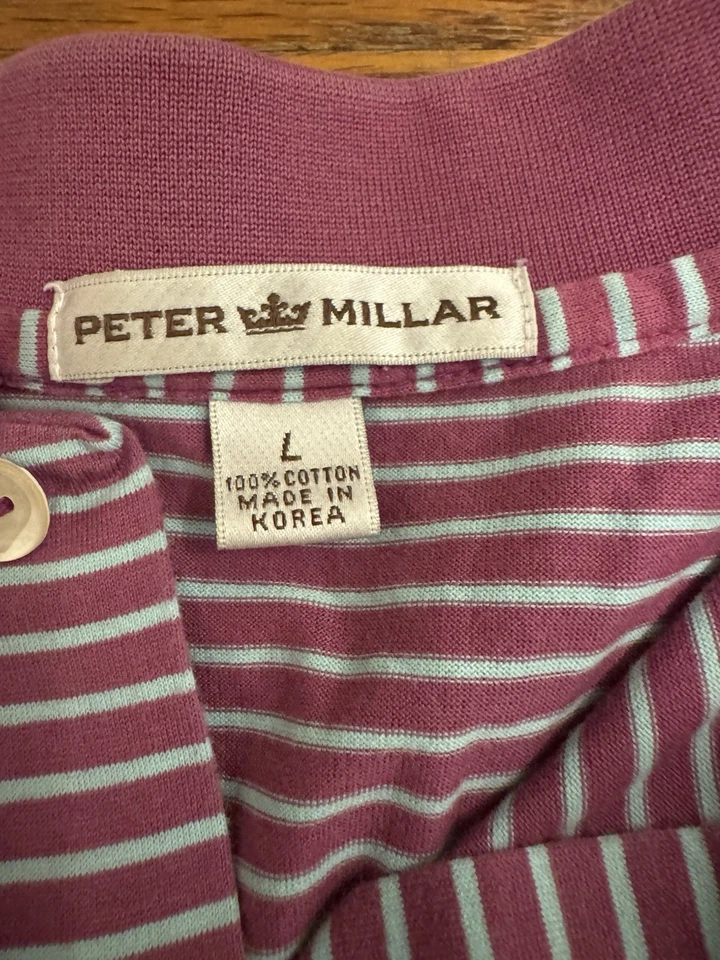 PETER MILLAR
L
100% COTTON
MADE IN
KOREA